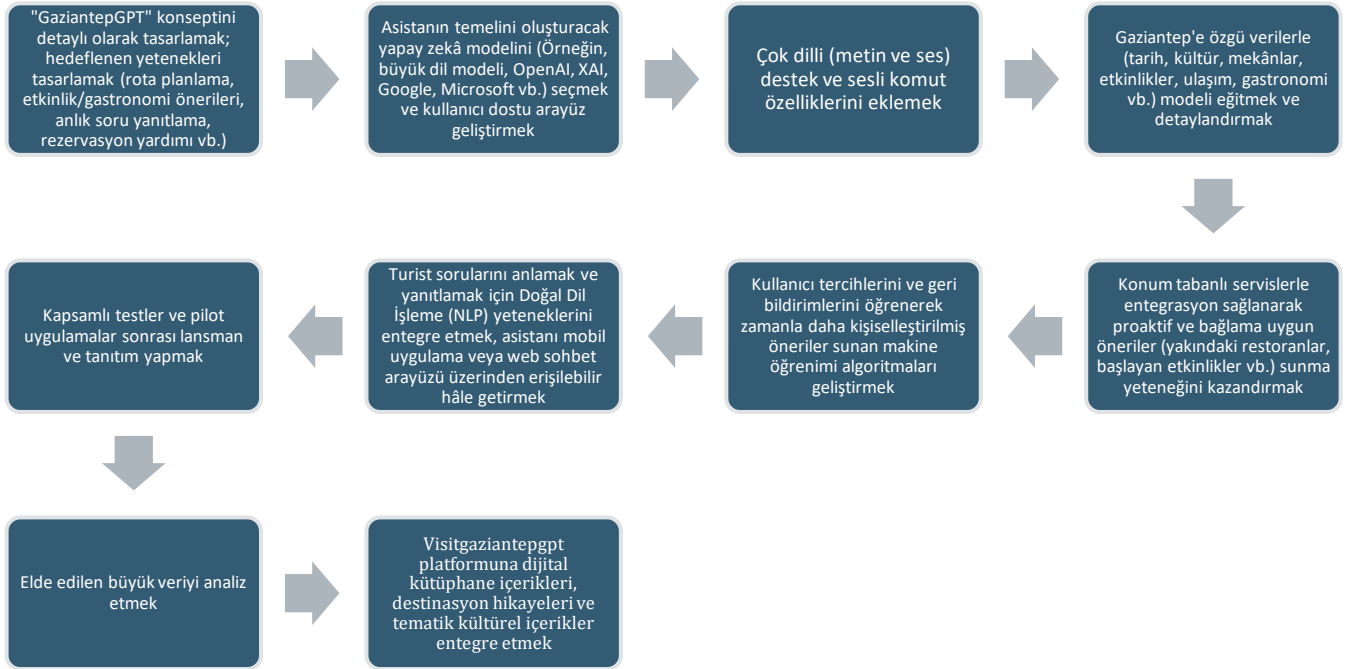 "GaziantepGPT" konseptini
detaylı olarak tasarlamak;
hedeflenen yetenekleri
tasarlamak (rota planlama,
etkinlik/gastronomi önerileri,
anlık soru yanıtlama,
rezervasyon yardımı vb.)
Asistanın temelini oluşturacak
yapay zekâ modelini (Örneğin,
büyük dil modeli, OpenAI, XAI,
Google, Microsoft vb.) seçmek
ve kullanıcı dostu arayüz
geliştirmek
Çok dilli (metin ve ses)
destek ve sesli komut
özelliklerini eklemek
Gaziantep'e özgü verilerle
(tarih, kültür, mekânlar,
etkinlikler, ulaşım, gastronomi
vb.) modeli eğitmek ve
detaylandırmak
Konum tabanlı servislerle
entegrasyon sağlanarak
proaktif ve bağlama uygun
öneriler (yakındaki restoranlar,
başlayan etkinlikler vb.) sunma
yeteneğini kazandırmak
Kullanıcı tercihlerini ve geri
bildirimlerini öğrenerek
zamanla daha kişiselleştirilmiş
öneriler sunan makine
öğrenimi algoritmaları
geliştirmek
Turist sorularını anlamak ve
yanıtlamak için Doğal Dil
İşleme (NLP) yeteneklerini
entegre etmek, asistanı mobil
uygulama veya web sohbet
arayüzü üzerinden erişilebilir
hâle getirmek
Kapsamlı testler ve pilot
uygulamalar sonrası lansman
ve tanıtım yapmak
Elde edilen büyük veriyi analiz
etmek
Visitgaziantepgpt
platformuna dijital
kütüphane içerikleri,
destinasyon hikayeleri ve
tematik kültürel içerikler
entegre etmek